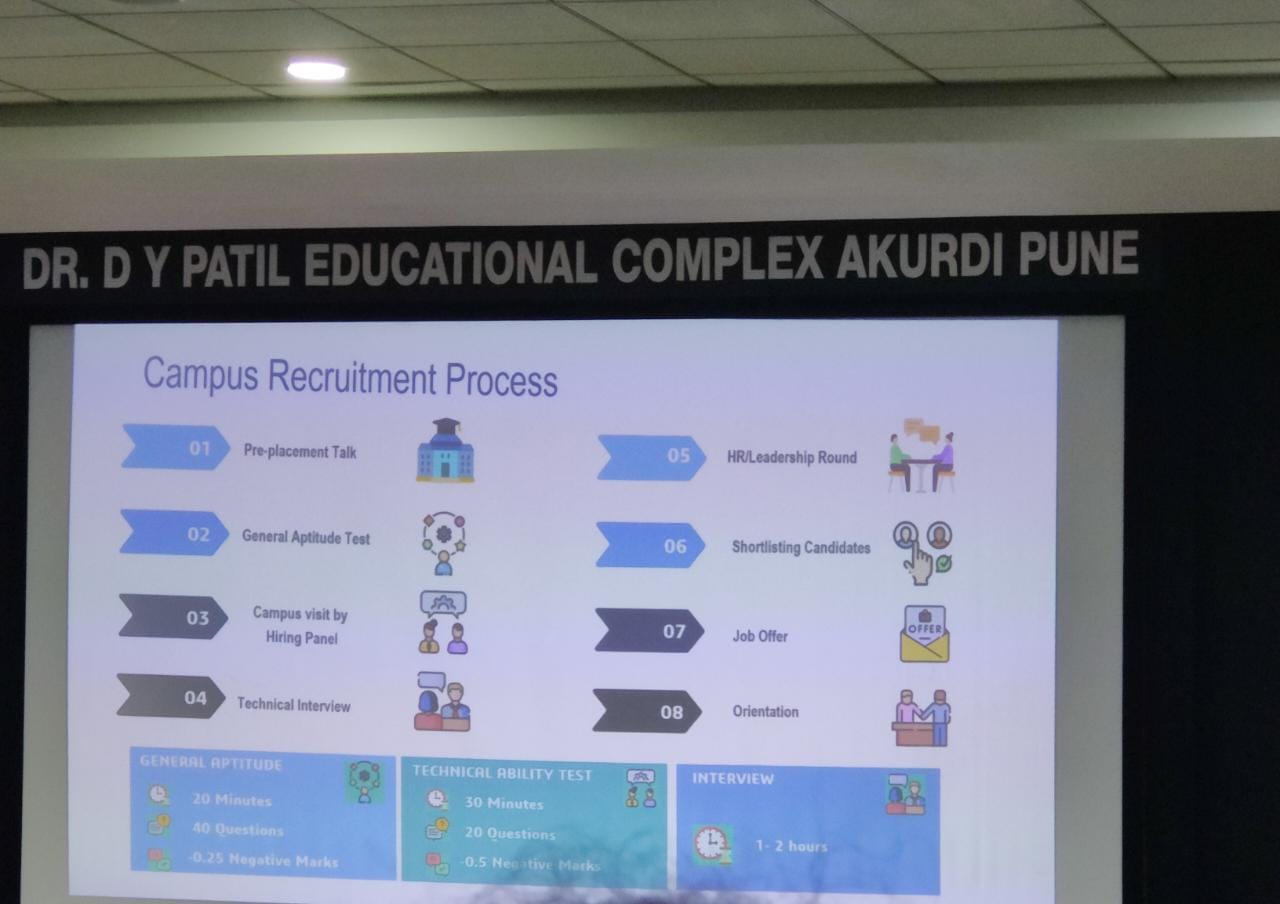 DR. D Y PATIL EDUCATIONAL COMPLEX AKURDI PUNE
Campus Recruitment Process
01 Pre-placement Talk
02 General Aptitude Test
03 Campus visit by
Hiring Panel
04 Technical Interview
05 HR/Leadership Round
06 Shortlisting Candidates
07 Job Offer
OFFER
08 Orientation
GENERAL APTITUDE
20 Minutes
40 Questions
-0.25 Negative Marks
TECHNICAL ABILITY TEST
30 Minutes
20 Questions
-0.5 Negative Marks
INTERVIEW
1- 2 hours